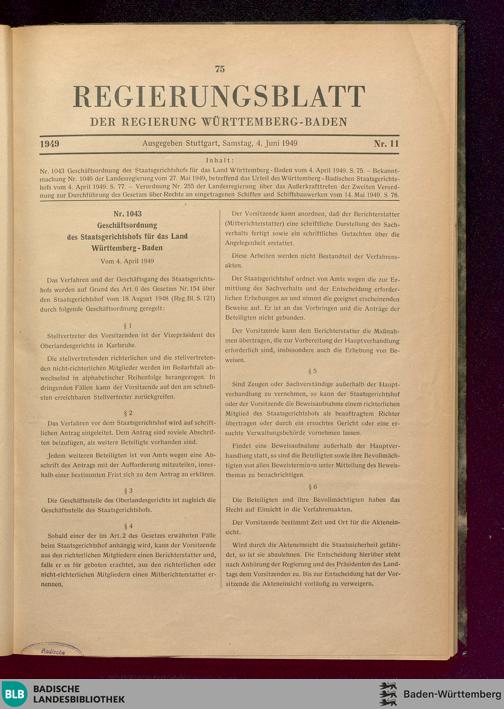 75
REGIERUNGSBLATT
DER REGIERUNG WÜRTTEMBERG-BADEN
1949 Ausgegeben Stuttgart, Samstag, 4. Juni 1949 Nr. 11
Inhalt:
Nr. 1043 Geschäftsordnung des Staatsgerichtshofs für das Land Württemberg-Baden vom 4. April 1949. S. 75. – Bekannt-
machung Nr. 1046 der Landesregierung vom 27. Mai 1949, betreffend das Urteil des Württemberg-Badischen Staatsgerichts-
hofs vom 4. April 1949. S. 77. – Verordnung Nr. 255 der Landesregierung über das Außerkrafttreten der Zweiten Verord-
nung zur Durchführung des Gesetzes über Rechte an eingetragenen Schiffen und Schiffsbauwerken vom 14. Mai 1949. S. 78.
Nr. 1043
Geschäftsordnung
des Staatsgerichtshofs für das Land
Württemberg-Baden
Vom 4. April 1949
Das Verfahren und der Geschäftsgang des Staatsgerichts-
hofs werden auf Grund des Art. 6 des Gesetzes Nr. 154 über
den Staatsgerichtshof vom 18. August 1948 (Reg.Bl. S. 121)
durch folgende Geschäftsordnung geregelt:
§ 1
Stellvertreter des Vorsitzenden ist der Vizepräsident des
Oberlandesgerichts in Karlsruhe.
Die stellvertretenden richterlichen und die stellvertreten-
den nicht-richterlichen Mitglieder werden im Bedarfsfall ab-
wechselnd in alphabetischer Reihenfolge herangezogen. In
dringenden Fällen kann der Vorsitzende auf den am schnell-
sten erreichbaren Stellvertreter zurückgreifen.
§ 2
Das Verfahren vor dem Staatsgerichtshof wird auf schrift-
lichen Antrag eingeleitet. Dem Antrag sind soviele Abschrif-
ten beizufügen, als weitere Beteiligte vorhanden sind.
Jedem weiteren Beteiligten ist von Amts wegen eine Ab-
schrift des Antrags mit der Aufforderung mitzuteilen, inner-
halb einer bestimmten Frist sich zu dem Antrag zu erklären.
§ 3
Die Geschäftsstelle des Oberlandesgerichts ist zugleich die
Geschäftsstelle des Staatsgerichtshofs.
§ 4
Sobald einer der im Art. 2 des Gesetzes erwähnten Fälle
beim Staatsgerichtshof anhängig wird, kann der Vorsitzende
aus den richterlichen Mitgliedern einen Berichterstatter und,
falls er es für geboten erachtet, aus den richterlichen oder
nicht-richterlichen Mitgliedern einen Mitberichterstatter er-
nennen.
Der Vorsitzende kann anordnen, daß der Berichterstatter
(Mitberichterstatter) eine schriftliche Darstellung des Sach-
verhalts fertigt sowie ein schriftliches Gutachten über die
Angelegenheit erstattet.
Diese Arbeiten werden nicht Bestandteil der Verfahrens-
akten.
Der Staatsgerichtshof ordnet von Amts wegen die zur Er-
mittlung des Sachverhalts und der Entscheidung erforder-
lichen Erhebungen an und nimmt die geeignet erscheinenden
Beweise auf. Er ist an das Vorbringen und die Anträge der
Beteiligten nicht gebunden.
Der Vorsitzende kann dem Berichterstatter die Maßnah-
men übertragen, die zur Vorbereitung der Hauptverhandlung
erforderlich sind, insbesondere auch die Erhebung von Be-
weisen.
§ 5
Sind Zeugen oder Sachverständige außerhalb der Haupt-
verhandlung zu vernehmen, so kann der Staatsgerichtshof
oder der Vorsitzende die Beweisaufnahme einem richterlichen
Mitglied des Staatsgerichtshofs als beauftragtem Richter
übertragen oder durch ein ersuchtes Gericht oder eine er-
suchte Verwaltungsbehörde vornehmen lassen.
Findet eine Beweisaufnahme außerhalb der Hauptver-
handlung statt, so sind die Beteiligten sowie ihre Bevollmäch-
tigten von allen Beweisterminen unter Mitteilung des Beweis-
themas zu benachrichtigen.
§ 6
Die Beteiligten und ihre Bevollmächtigten haben das
Recht auf Einsicht in die Verfahrensakten.
Der Vorsitzende bestimmt Zeit und Ort für die Aktenein-
sicht.
Wird durch die Akteneinsicht die Staatssicherheit gefähr-
det, so ist sie abzulehnen. Die Entscheidung hierüber steht
nach Anhörung der Regierung und des Präsidenten des Land-
tags dem Vorsitzenden zu. Bis zur Entscheidung hat der Vor-
sitzende die Akteneinsicht vorläufig zu verweigern.
Badische
BLB BADISCHE
LANDESBIBLIOTHEK
Baden-Württemberg